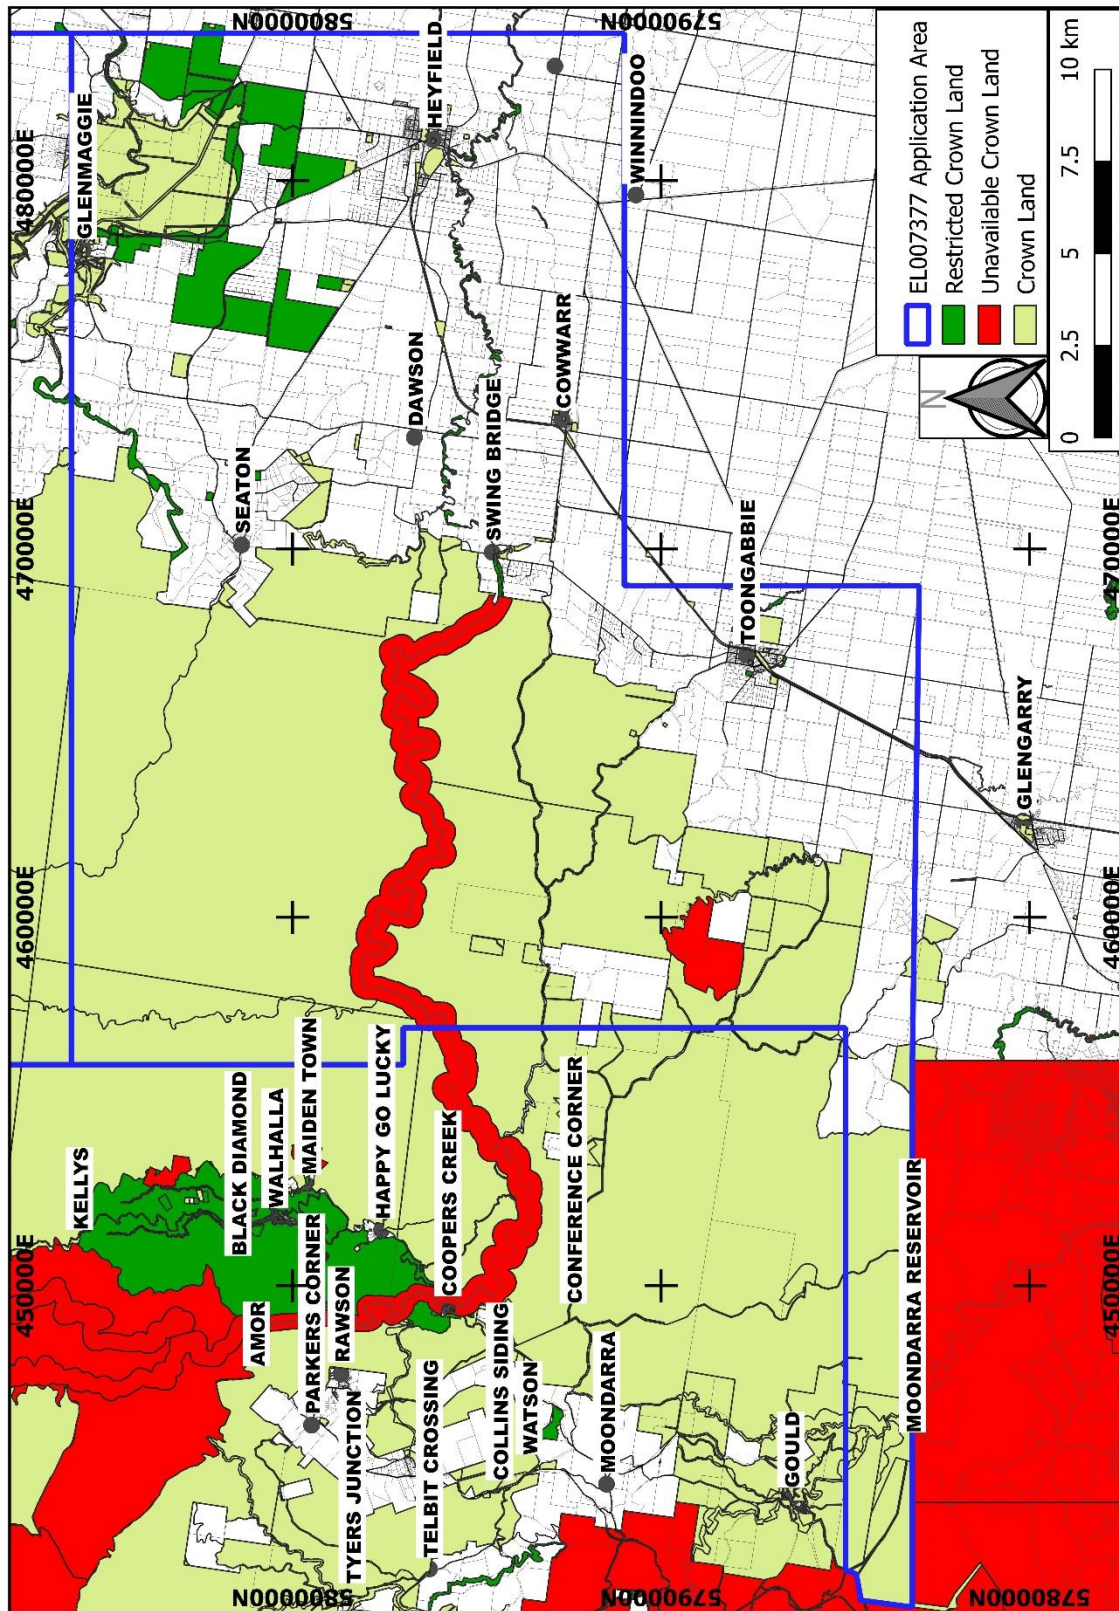 5800000N
5790000N
GLENMAGGIE
480000E
HEYFIELD
WINNINDOO
DAWSON
COWWARR
SEATON
SWING BRIDGE
470000E
TOONGABBIE
470000E
GLENGARRY
460000E
460000E
KELLYS
BLACK DIAMOND
WALHALLA
MAIDEN TOWN
HAPPY GO LUCKY
COOPERS CREEK
CONFERENCE CORNER
450000E
AMOR
PARKERS CORNER
RAWSON
TYERS JUNCTION
TELBIT CROSSING
COLLINS SIDING
WATSON
MOONDARRA
GOULD
MOONDARRA RESERVOIR
450000E
5800000N
5790000N
5780000N
EL007377 Application Area
Restricted Crown Land
Unavailable Crown Land
Crown Land
N
0 2.5 5 7.5 10 km